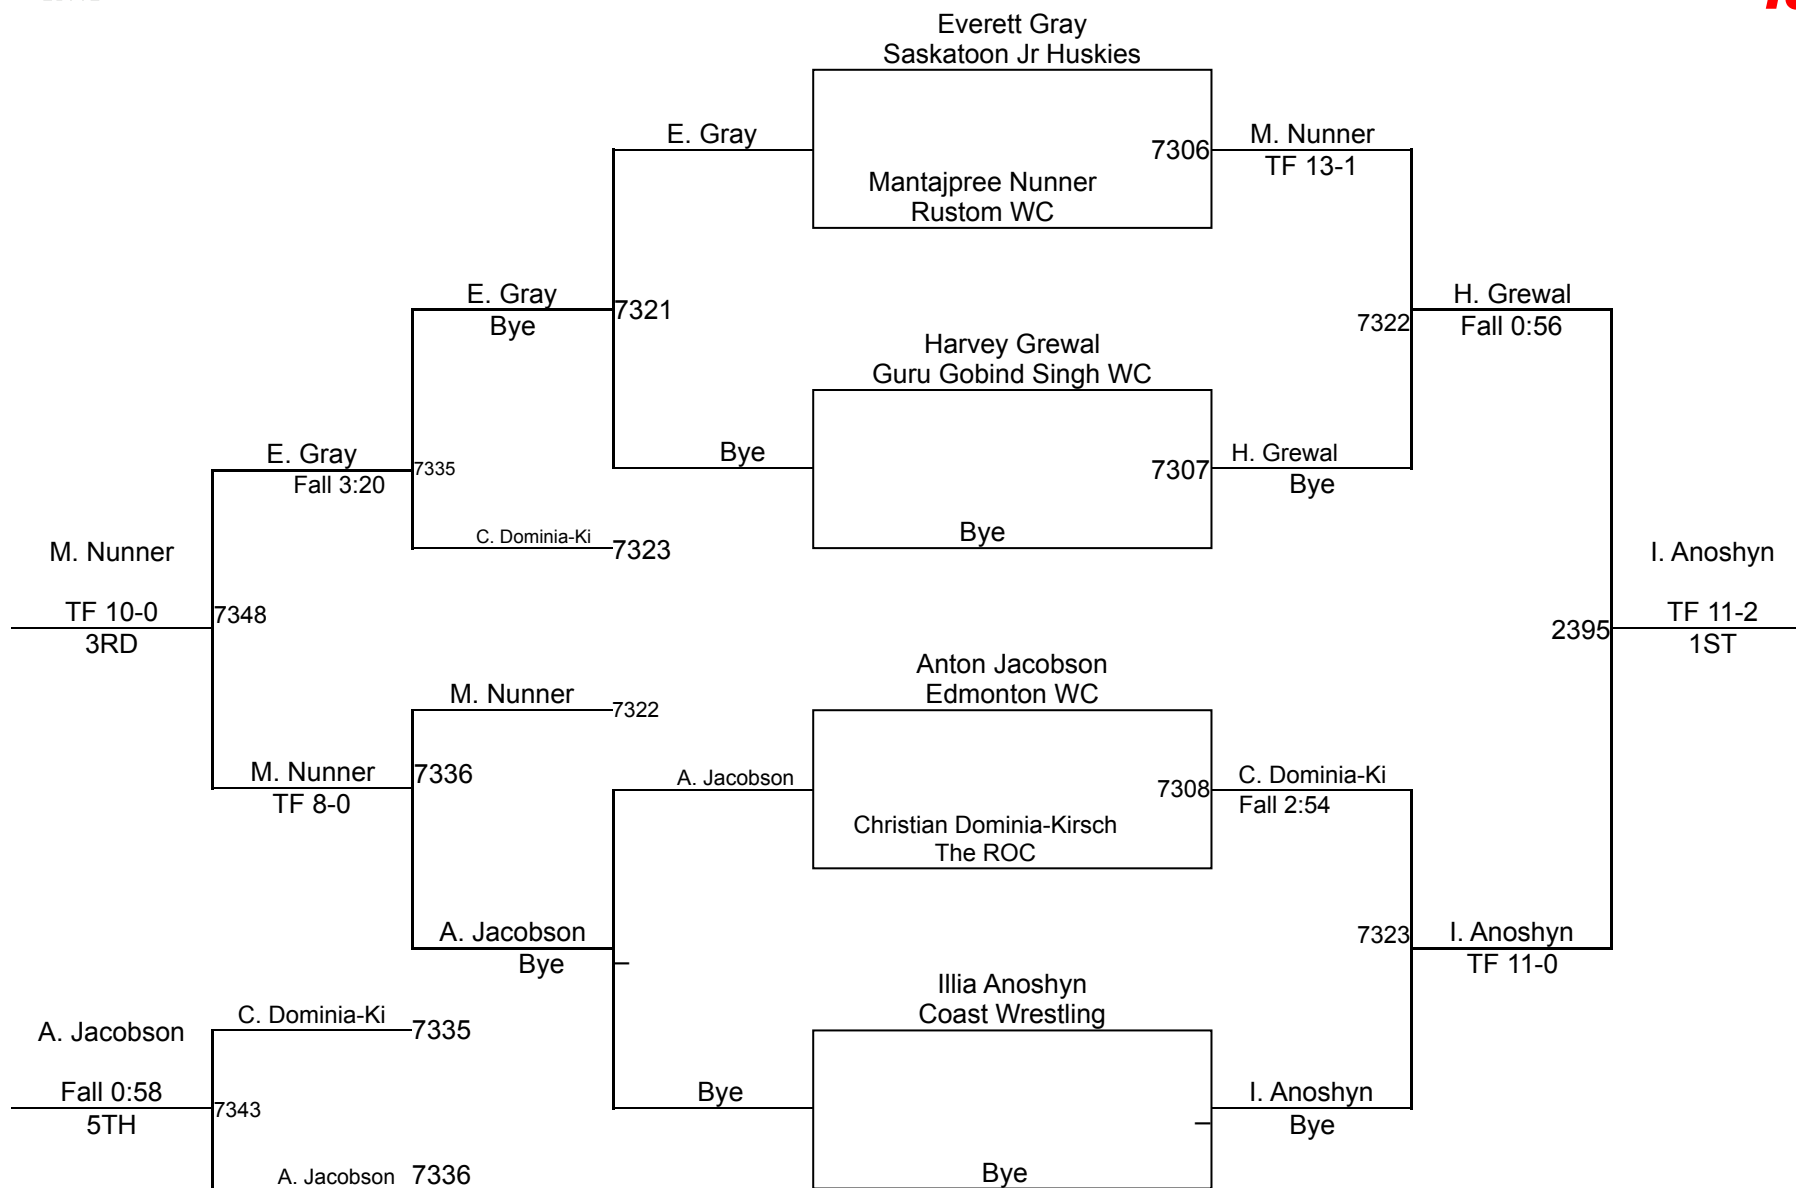 Everett Gray
Saskatoon Jr Huskies
E. Gray
7306
M. Nunner
TF 13-1
Mantajpree Nunner
Rustom WC
E. Gray
Bye
7321
7322
H. Grewal
Fall 0:56
Harvey Grewal
Guru Gobind Singh WC
E. Gray
Fall 3:20
7335
Bye
7307
H. Grewal
Bye
C. Dominia-Ki
7323
Bye
M. Nunner
TF 10-0
3RD
7348
I. Anoshyn
TF 11-2
1ST
2395
Anton Jacobson
Edmonton WC
M. Nunner
7322
M. Nunner
TF 8-0
7336
A. Jacobson
7308
C. Dominia-Ki
Fall 2:54
Christian Dominia-Kirsch
The ROC
A. Jacobson
Bye
7323
I. Anoshyn
TF 11-0
Illia Anoshyn
Coast Wrestling
C. Dominia-Ki
7335
A. Jacobson
Fall 0:58
5TH
7343
Bye
I. Anoshyn
Bye
A. Jacobson
7336
Bye